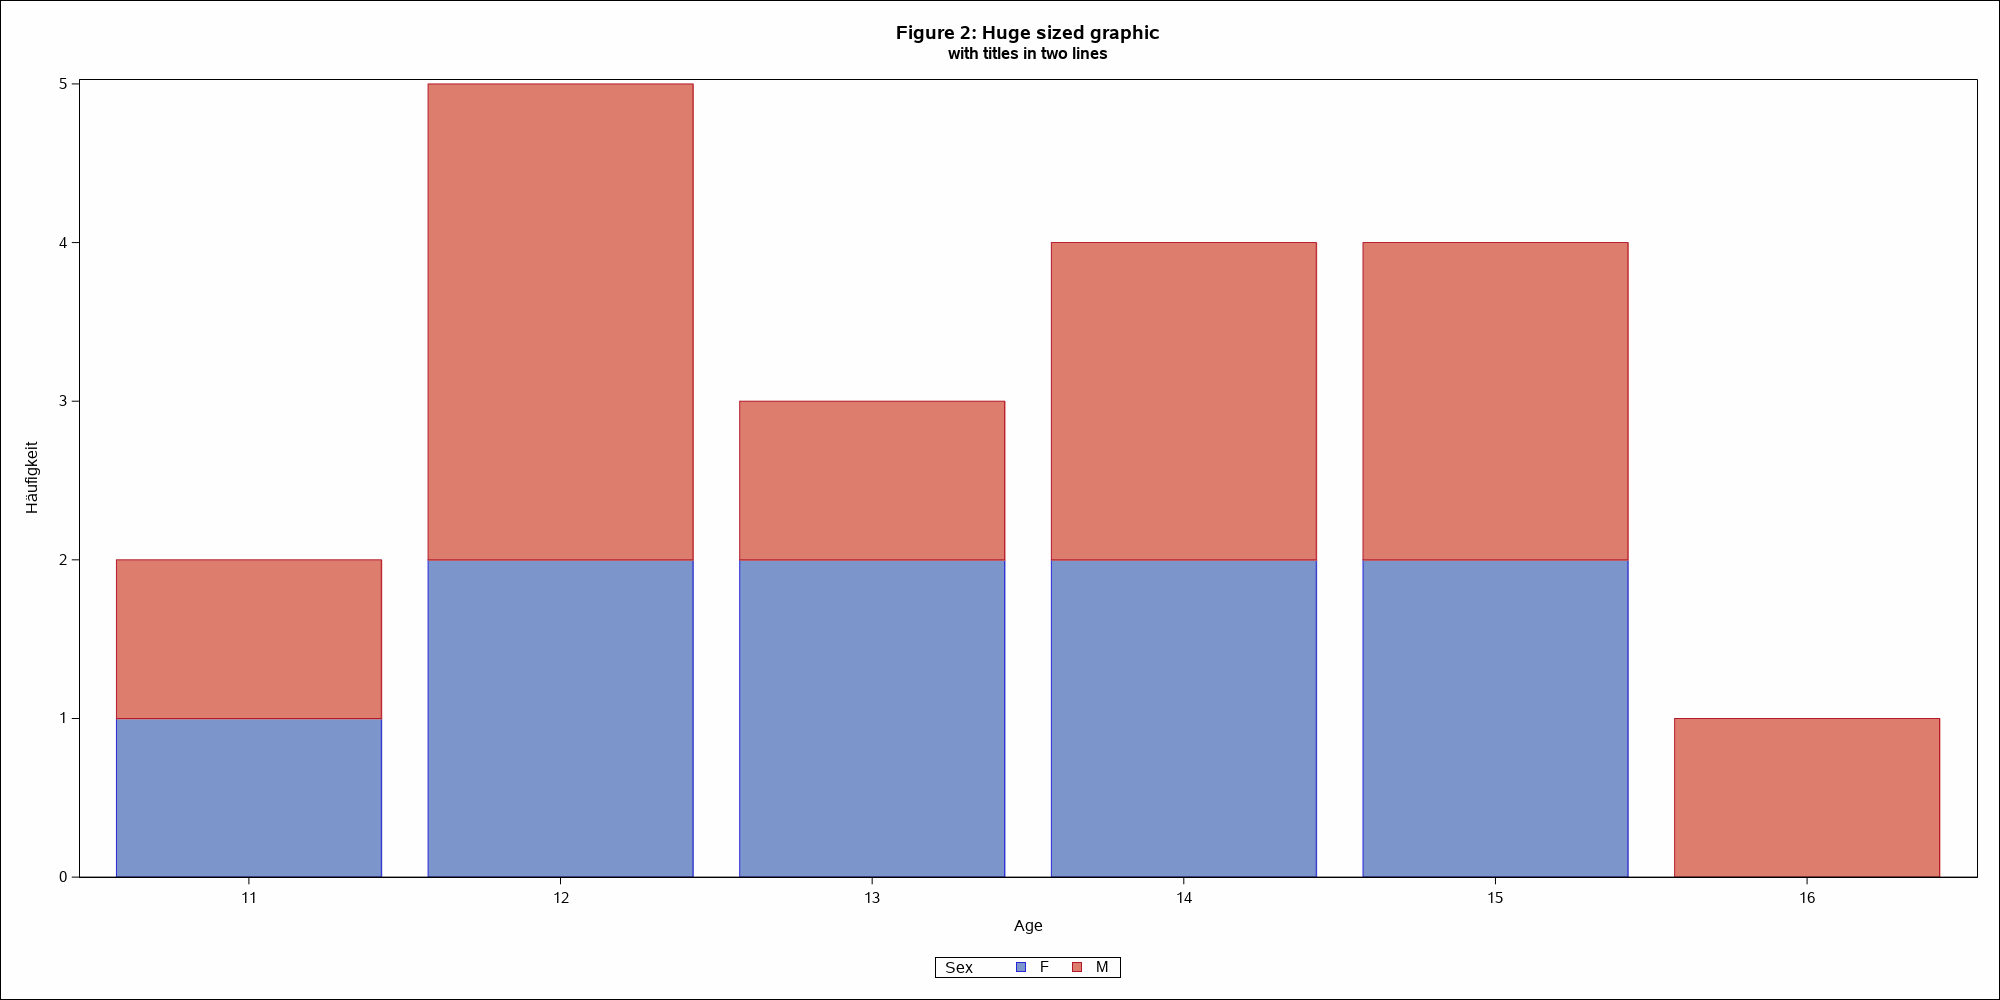 Figure 2: Huge sized graphic
with titles in two lines
5
4
3
2
1
0
Häufigkeit
11 12 13 14 15 16
Age
Sex F M